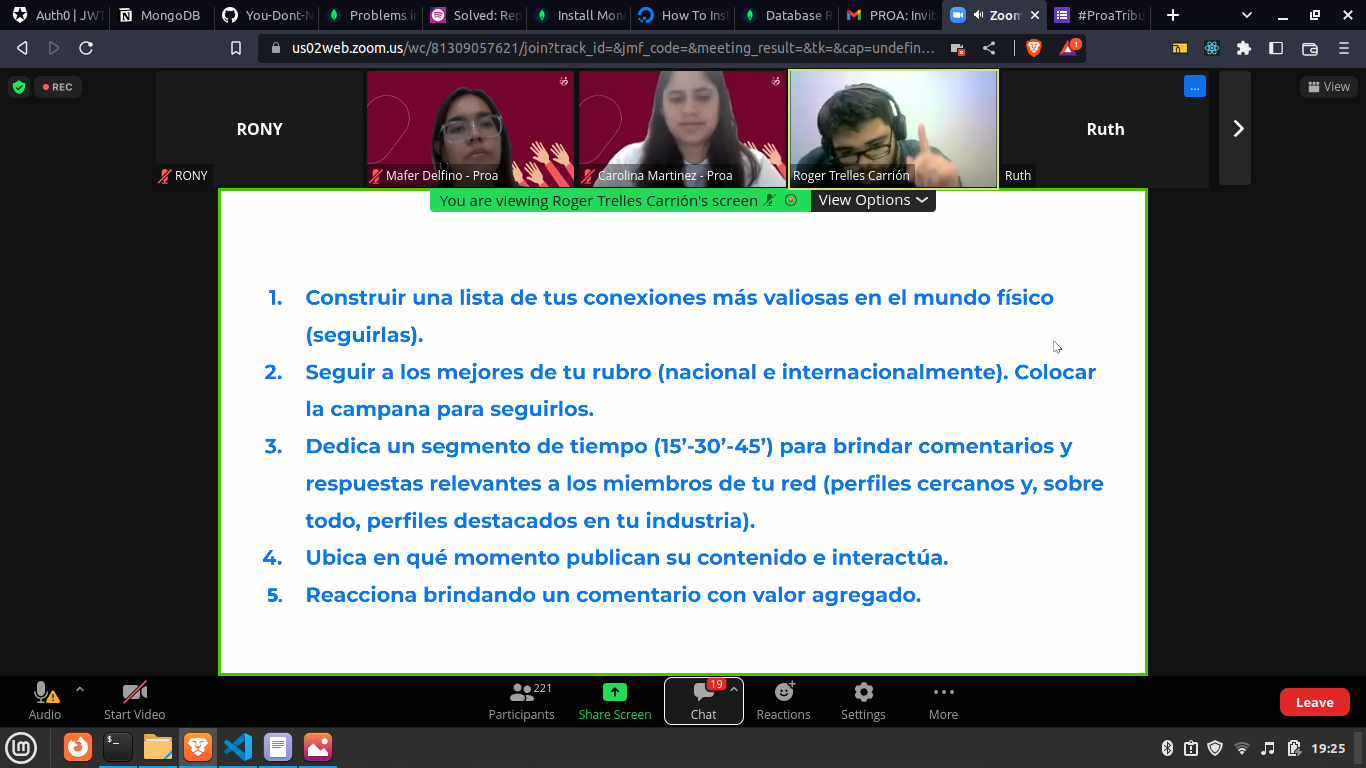 Auth0 | JWT
MongoDB
You-Dont-N
Problems in
Solved: Rep
Install Mon
How To Inst
Database R
PROA: Invit
Zoom
#ProaTribu
us02web.zoom.us/wc/81309057621/join?track_id=&jmf_code=&meeting_result=&tk=&cap=undefin...
1
REC
View
RONY
Ruth
...
RONY
Mafer Delfino - Proa
Carolina Martinez - Proa
Roger Trelles Carrión
Ruth
You are viewing Roger Trelles Carrión's screen
View Options
1. Construir una lista de tus conexiones más valiosas en el mundo físico
(seguirlas).
2. Seguir a los mejores de tu rubro (nacional e internacionalmente). Colocar
la campana para seguirlos.
3. Dedica un segmento de tiempo (15’-30’-45’) para brindar comentarios y
respuestas relevantes a los miembros de tu red (perfiles cercanos y, sobre
todo, perfiles destacados en tu industria).
4. Ubica en qué momento publican su contenido e interactúa.
5. Reacciona brindando un comentario con valor agregado.
Audio
Start Video
221
Participants
Share Screen
19
Chat
Reactions
Settings
More
Leave
19:25